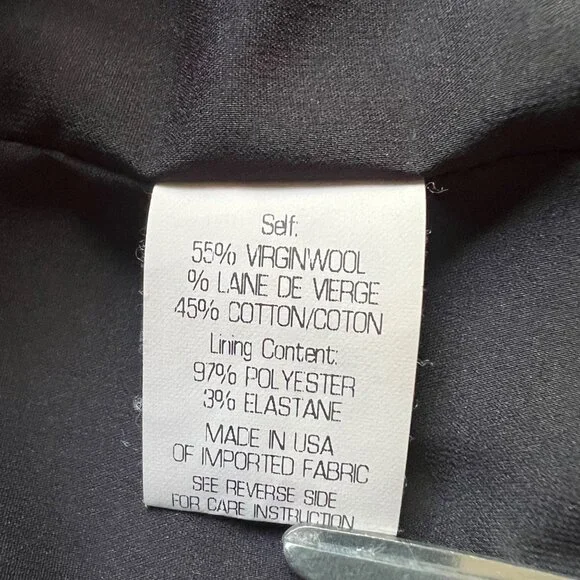 Self:
55% VIRGINWOOL
% LAINE DE VIERGE
45% COTTON/COTON
Lining Content:
97% POLYESTER
3% ELASTANE
MADE IN USA
OF IMPORTED FABRIC
SEE REVERSE SIDE
FOR CARE INSTRUCTION